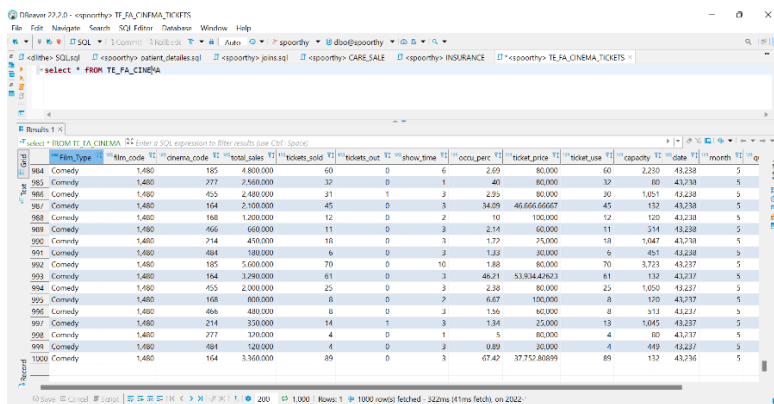 DBeaver 22.2.0 - <spoorthy> TE_FA_CINEMA_TICKETS
File Edit Navigate Search SQL Editor Database Window Help
SQL Commit Rollback Auto spoorthy dbo@spoorthy
<dlithe> SQL.sql <spoorthy> patient_detailes.sql <spoorthy> joins.sql <spoorthy> CARE_SALE <spoorthy> INSURANCE *<spoorthy> TE_FA_CINEMA_TICKETS
select * fROM TE_FA_CINEMA
Results 1
select * fROM TE_FA_CINEMA Enter a SQL expression to filter results (use Ctrl+Space)
Grid Film_Type film_code cinema_code total_sales tickets_sold tickets_out show_time occu_perc ticket_price ticket_use capacity date month
984 Comedy 1,480 185 4,800,000 60 0 6 2.69 80,000 60 2,230 43,238 5
985 Comedy 1,480 277 2,560,000 32 0 1 40 80,000 32 80 43,238 5
986 Comedy 1,480 455 2,480,000 31 1 3 2.95 80,000 30 1,051 43,238 5
987 Comedy 1,480 164 2,100,000 45 0 3 34.09 46,666.66667 45 132 43,238 5
988 Comedy 1,480 168 1,200,000 12 0 2 10 100,000 12 120 43,238 5
989 Comedy 1,480 466 660,000 11 0 3 2.14 60,000 11 514 43,238 5
990 Comedy 1,480 214 450,000 18 0 3 1.72 25,000 18 1,047 43,238 5
991 Comedy 1,480 484 180,000 6 0 3 1.33 30,000 6 451 43,238 5
992 Comedy 1,480 185 5,600,000 70 0 10 1.88 80,000 70 3,723 43,237 5
993 Comedy 1,480 164 3,290,000 61 0 3 46.21 53,934.42623 61 132 43,237 5
994 Comedy 1,480 455 2,000,000 25 0 3 2.38 80,000 25 1,050 43,237 5
995 Comedy 1,480 168 800,000 8 0 2 6.67 100,000 8 120 43,237 5
996 Comedy 1,480 466 480,000 8 0 3 1.56 60,000 8 513 43,237 5
997 Comedy 1,480 214 350,000 14 1 3 1.34 25,000 13 1,045 43,237 5
998 Comedy 1,480 277 320,000 4 0 1 5 80,000 4 80 43,237 5
999 Comedy 1,480 484 120,000 4 0 3 0.89 30,000 4 449 43,237 5
1000 Comedy 1,480 164 3,360,000 89 0 3 67.42 37,752.80899 89 132 43,236 5
Text
Record
Save Cancel Script 200 1,000 Rows: 1 1000 row(s) fetched - 322ms (41ms fetch), on 2022-